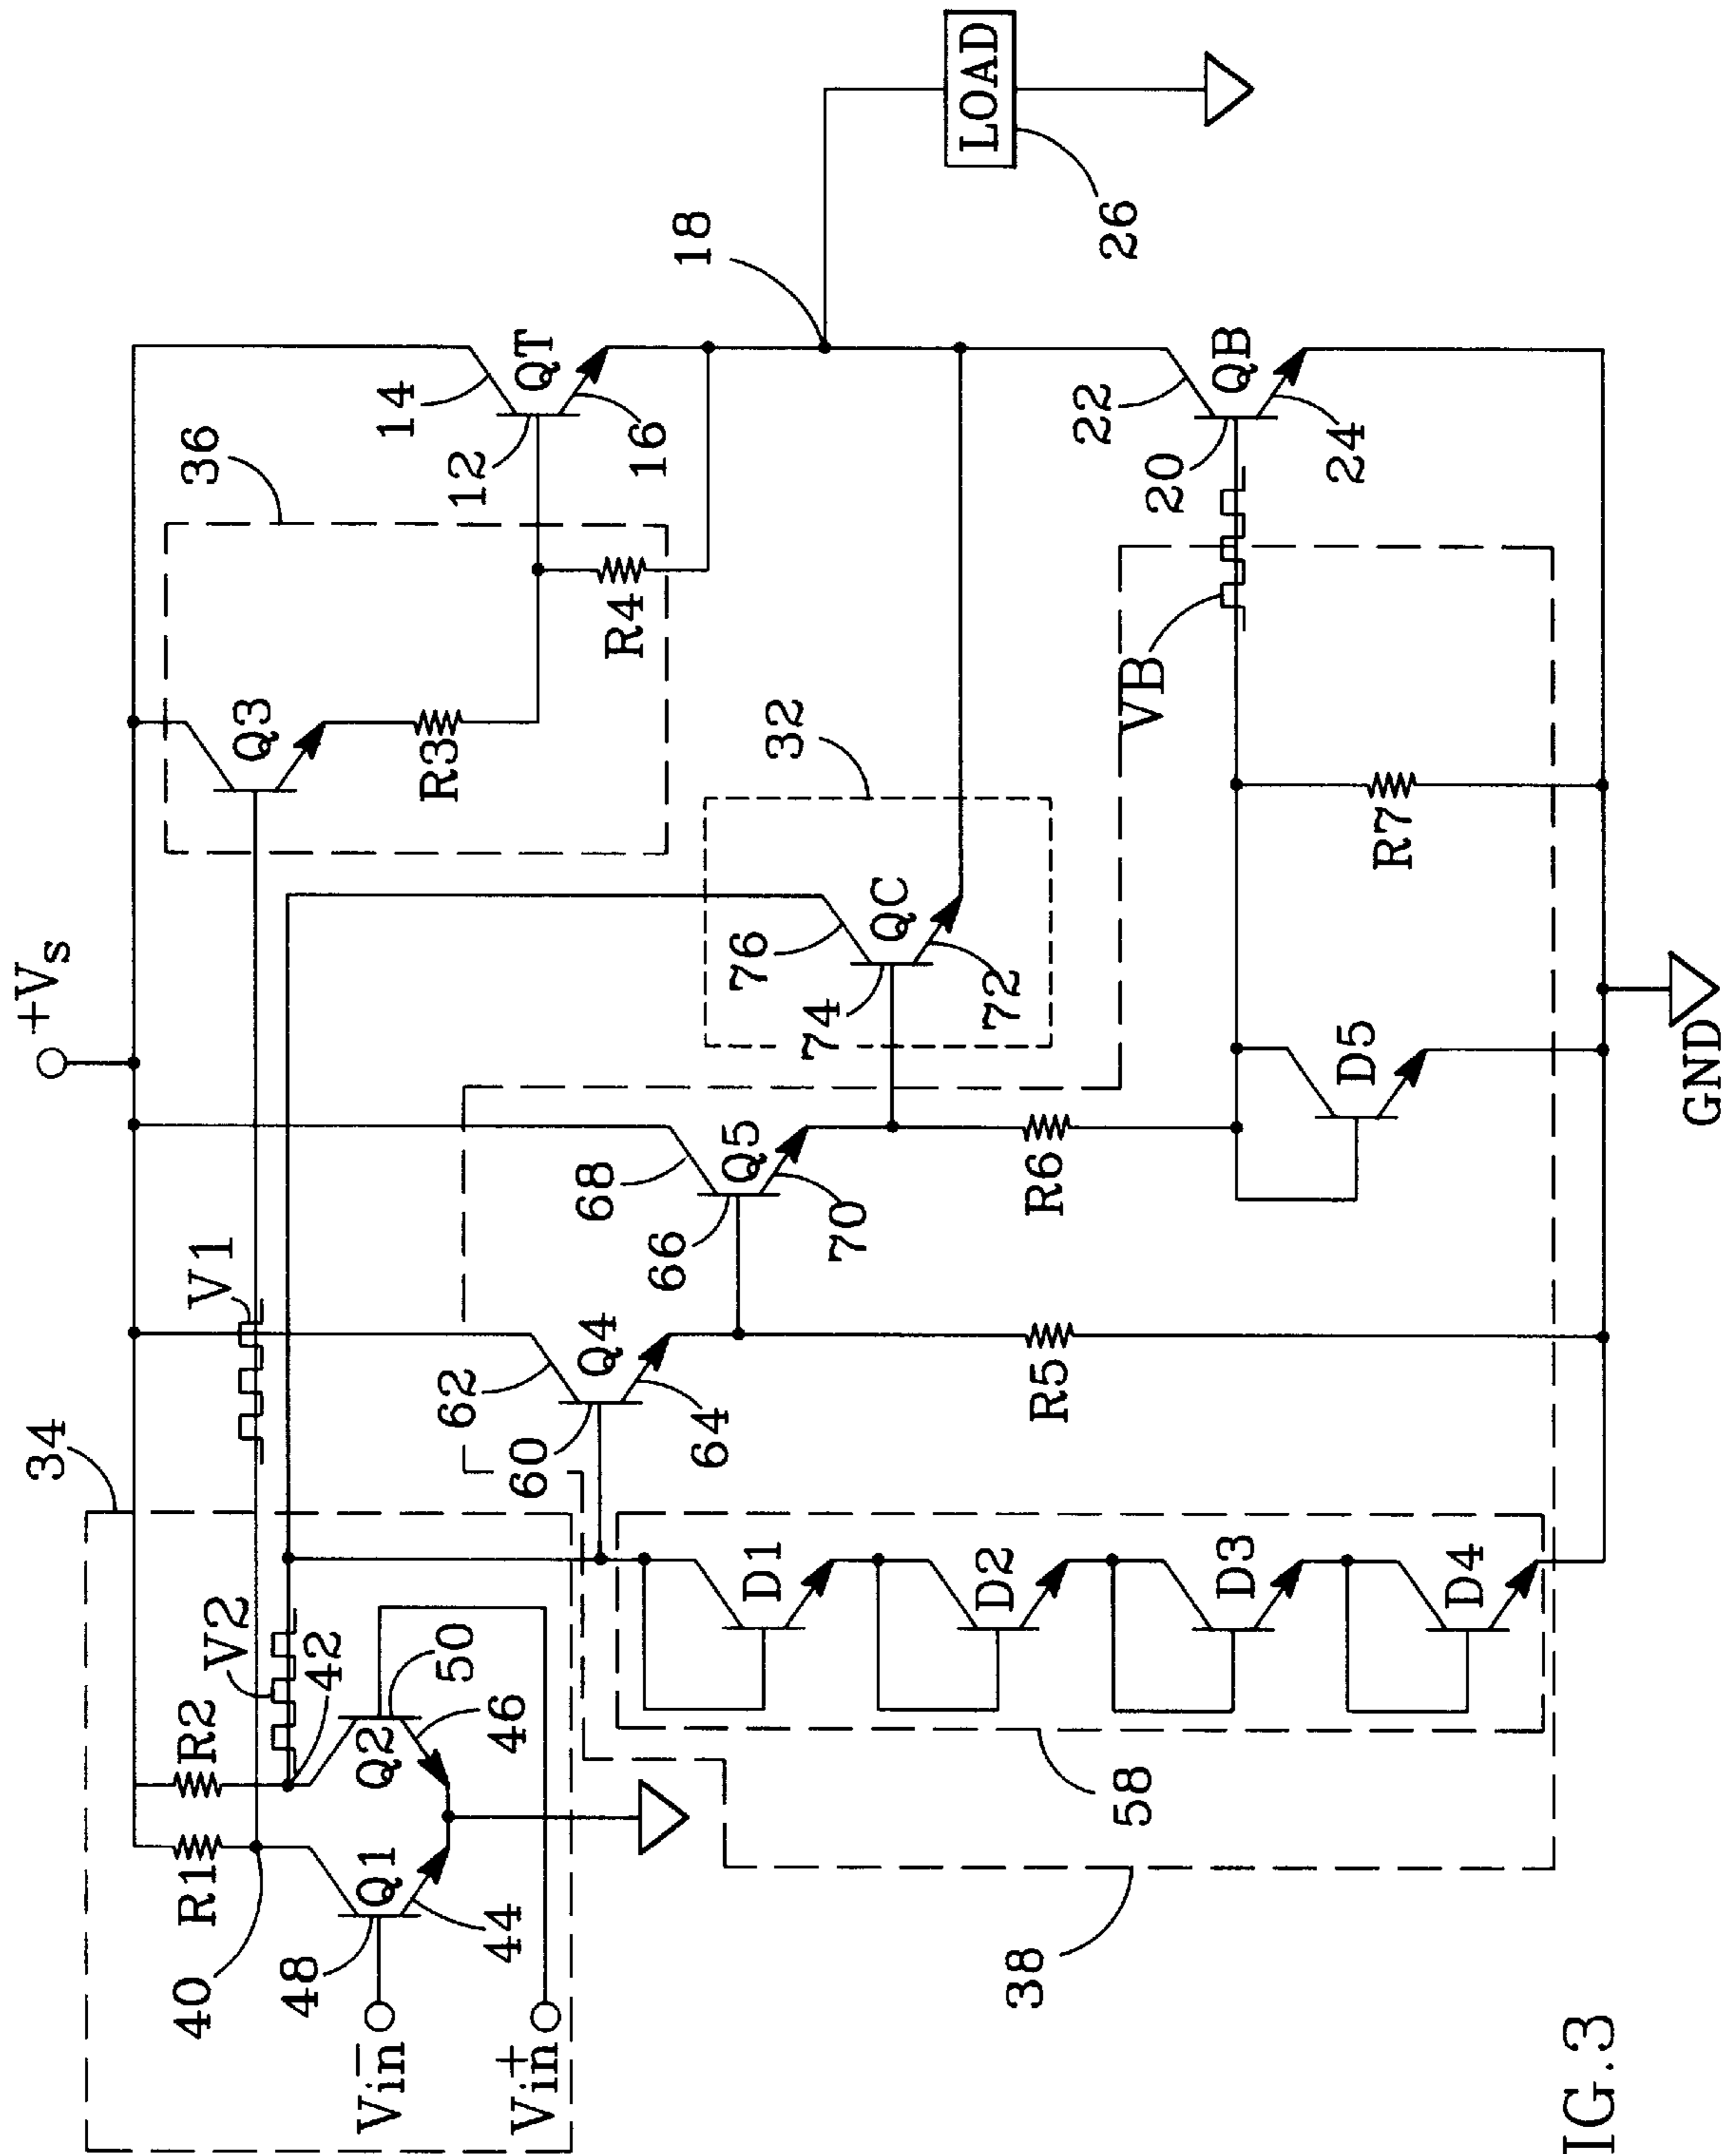 +Vs
34
V1
36
14
QT
12
16
18
R1
R2
V2
42
40
48
Q1
44
Q2
50
46
Vin−
Vin+
62
Q4
60
64
68
Q5
66
70
Q3
R3
R4
32
76
QC
74
72
LOAD
26
22
QB
20
24
VB
D1
D2
D3
D4
58
38
R5
R6
D5
R7
GND
IG.3